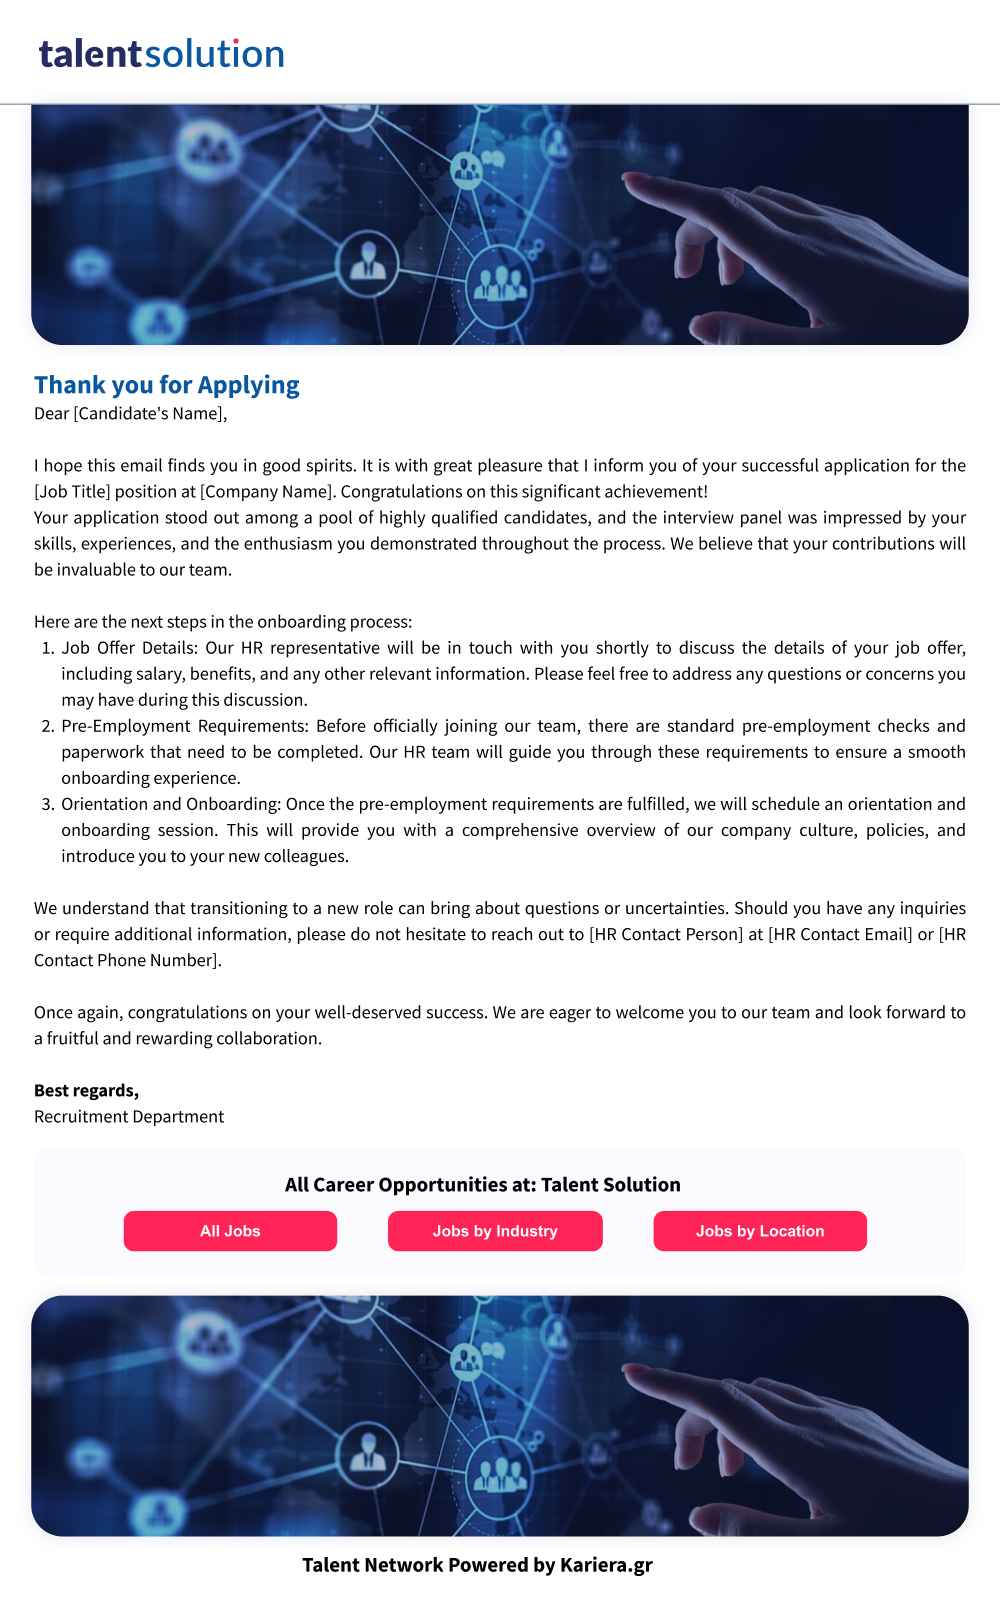 talentsolution
Thank you for Applying
Dear [Candidate's Name],
I hope this email finds you in good spirits. It is with great pleasure that I inform you of your successful application for the
[Job Title] position at [Company Name]. Congratulations on this significant achievement!
Your application stood out among a pool of highly qualified candidates, and the interview panel was impressed by your
skills, experiences, and the enthusiasm you demonstrated throughout the process. We believe that your contributions will
be invaluable to our team.
Here are the next steps in the onboarding process:
1. Job Offer Details: Our HR representative will be in touch with you shortly to discuss the details of your job offer,
including salary, benefits, and any other relevant information. Please feel free to address any questions or concerns you
may have during this discussion.
2. Pre-Employment Requirements: Before officially joining our team, there are standard pre-employment checks and
paperwork that need to be completed. Our HR team will guide you through these requirements to ensure a smooth
onboarding experience.
3. Orientation and Onboarding: Once the pre-employment requirements are fulfilled, we will schedule an orientation and
onboarding session. This will provide you with a comprehensive overview of our company culture, policies, and
introduce you to your new colleagues.
We understand that transitioning to a new role can bring about questions or uncertainties. Should you have any inquiries
or require additional information, please do not hesitate to reach out to [HR Contact Person] at [HR Contact Email] or [HR
Contact Phone Number].
Once again, congratulations on your well-deserved success. We are eager to welcome you to our team and look forward to
a fruitful and rewarding collaboration.
Best regards,
Recruitment Department
All Career Opportunities at: Talent Solution
All Jobs
Jobs by Industry
Jobs by Location
Talent Network Powered by Kariera.gr